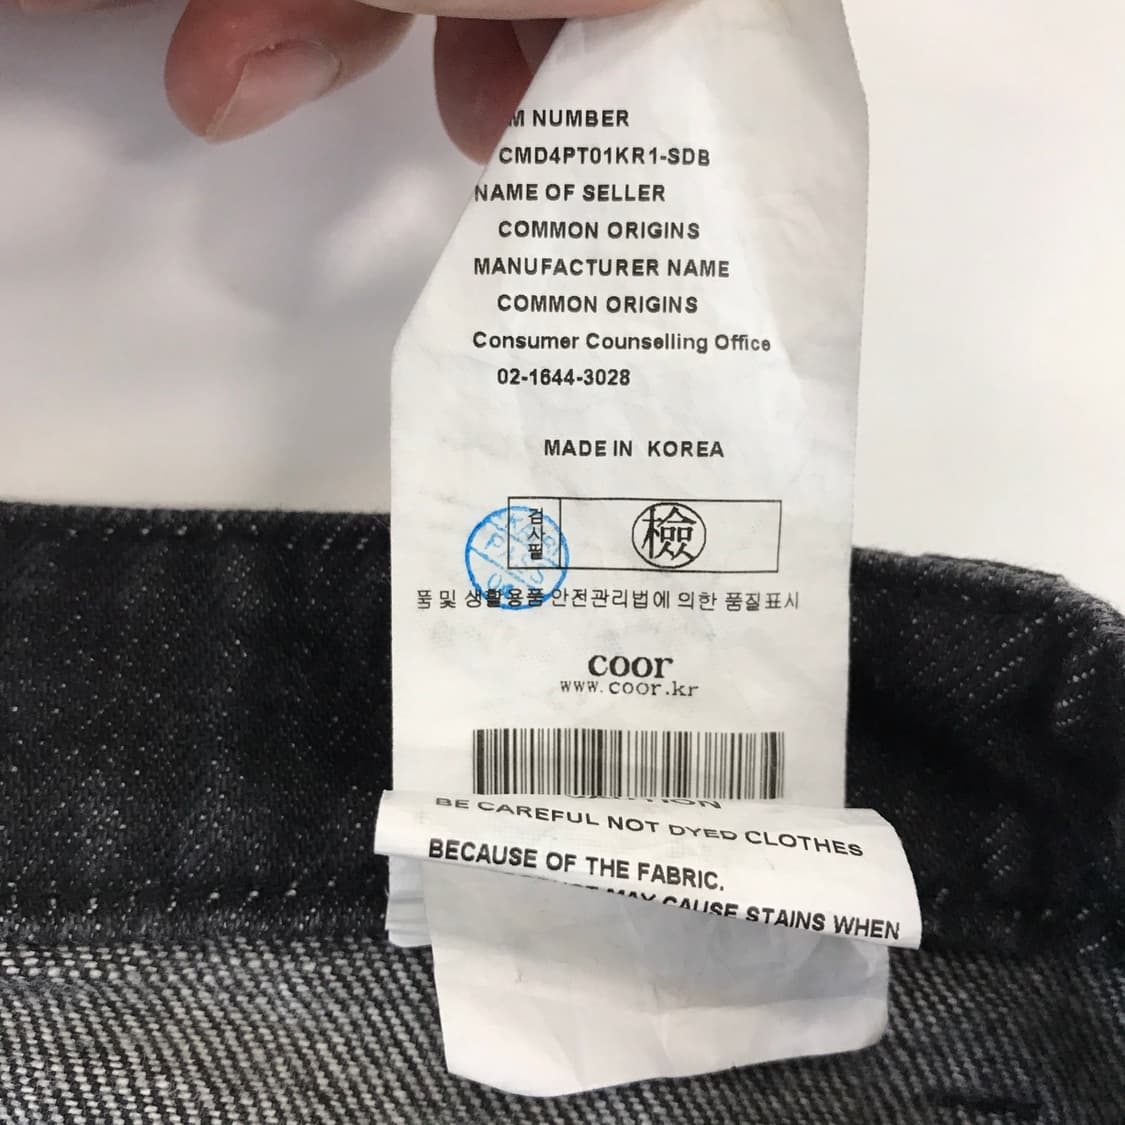 M NUMBER
CMD4PT01KR1-SDB
NAME OF SELLER
COMMON ORIGINS
MANUFACTURER NAME
COMMON ORIGINS
Consumer Counselling Office
02-1644-3028
MADE IN KOREA
검사필
檢
품 및 생활용품 안전관리법에 의한 품질표시
coor
www.coor.kr
BE CAREFUL NOT DYED CLOTHES
BECAUSE OF THE FABRIC.
MAY CAUSE STAINS WHEN